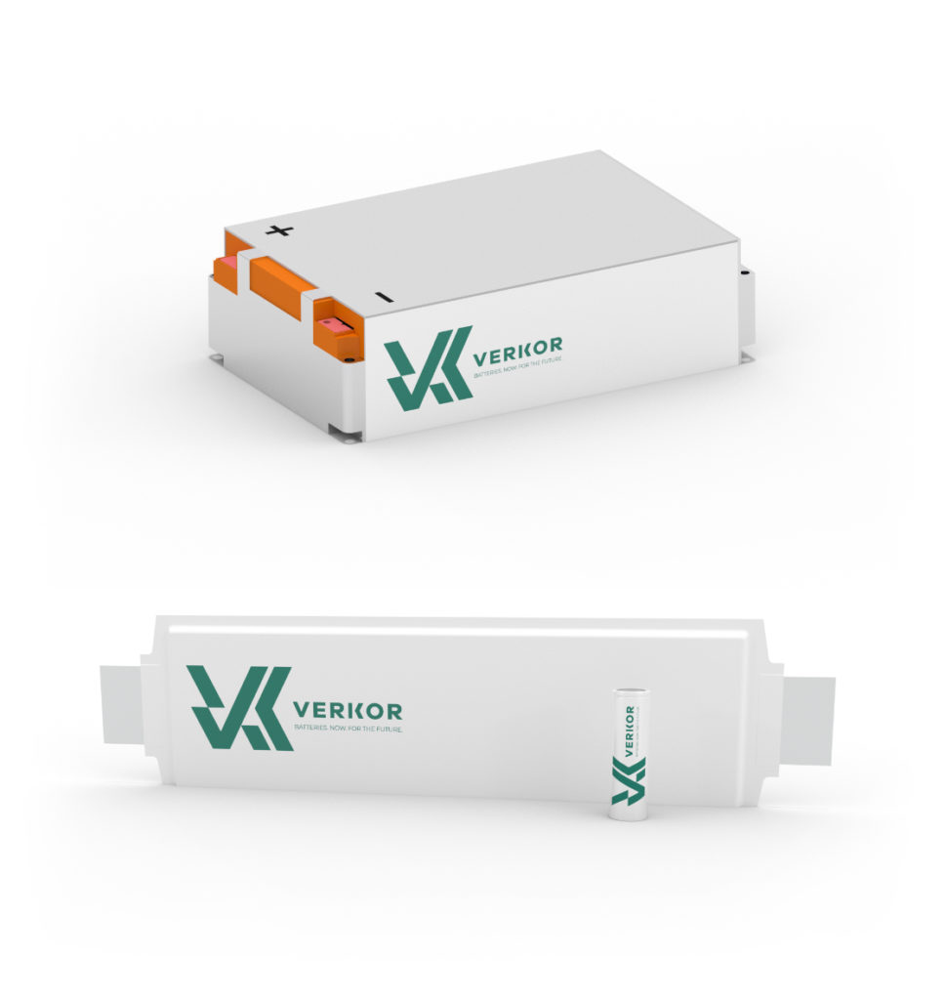 +
-
VERKOR
BATTERIES. NOW. FOR THE FUTURE.
VERKOR
BATTERIES. NOW. FOR THE FUTURE.
VERKOR